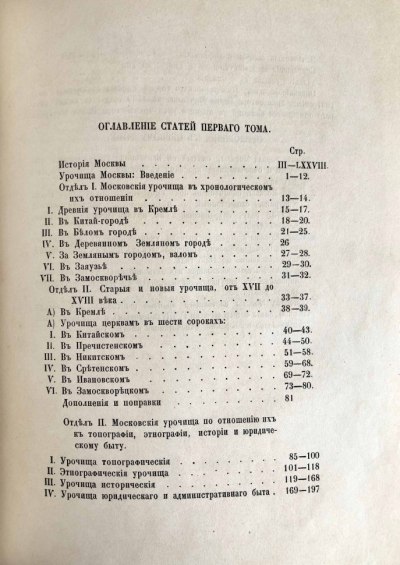 ОГЛАВЛЕНІЕ СТАТЕЙ ПЕРВАГО ТОМА.
Стр.
Исторія Москвы III—LXXVIII.
Урочища Москвы: Введеніе 1—12.
Отдѣлъ I. Московскія урочища въ хронологическомъ
ихъ отношеніи 13—14.
I. Древнія урочища въ Кремлѣ 15—17.
II. Въ Китай-городѣ 18—20.
III. Въ Бѣломъ городѣ 21—25.
IV. Въ Деревянномъ Земляномъ городѣ 26
V. За Землянымъ городомъ, валомъ 27—28.
VI. Въ Заяузьѣ 29—30.
VII. Въ Замоскворѣчьѣ 31—32.
Отдѣлъ II. Старыя и новыя урочища, отъ XVII до
XVIII вѣка 33—37.
А) Въ Кремлѣ 38—39.
А) Урочища церквамъ въ шести сорокахъ:
I. Въ Китайскомъ 40—43.
II. Въ Пречистенскомъ 44—50.
III. Въ Никитскомъ 51—58.
IV. Въ Срѣтенскомъ 59—68.
V. Въ Ивановскомъ 69—72.
VI. Въ Замоскворѣцкомъ 73—80.
Дополненія и поправки 81
Отдѣлъ II. Московскія урочища по отношенію ихъ
къ топографіи, этнографіи, исторіи и юридическому
быту.
I. Урочища топографическія 85—100
II. Этнографическія урочища 101—118
III. Урочища историческія 119—168
IV. Урочища юридическаго и административнаго быта 169—197